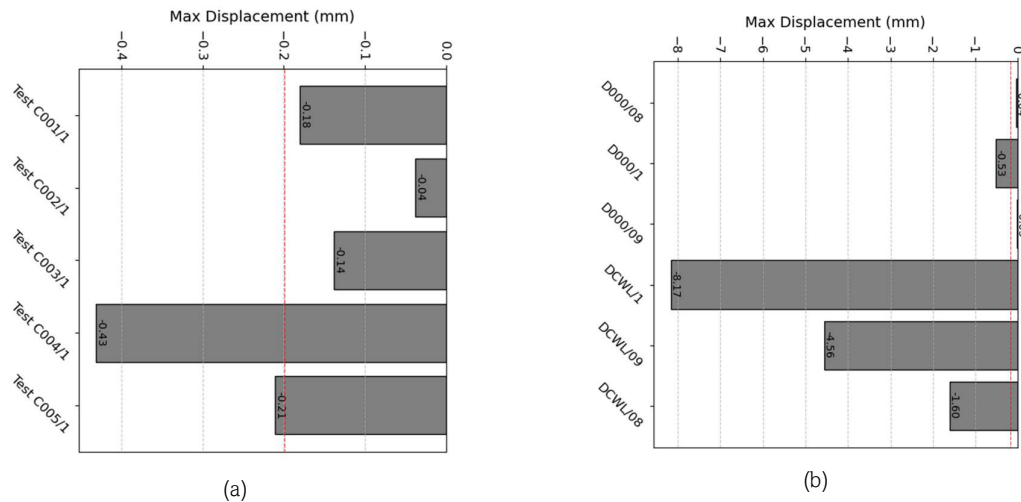 Max Displacement (mm)
-0.4
-0.3
-0.2
-0.1
0.0
Test C001/1
-0.18
Test C002/1
-0.04
Test C003/1
-0.14
Test C004/1
-0.43
Test C005/1
-0.21
(a)
Max Displacement (mm)
-8
-7
-6
-5
-4
-3
-2
-1
0
D000/08
D000/1
-0.53
D000/09
DCWL/1
-8.17
DCWL/09
-4.56
DCWL/08
-1.60
(b)